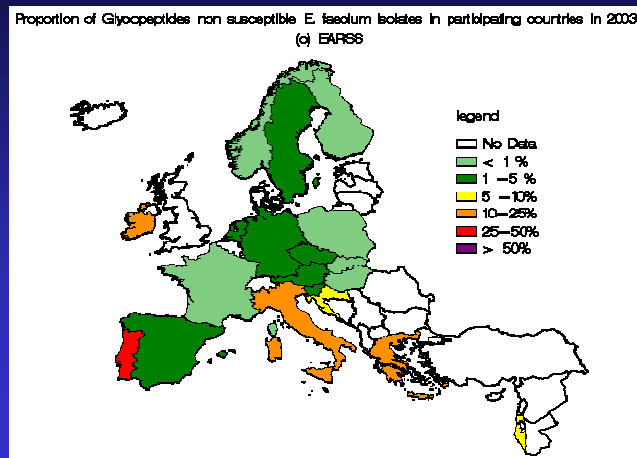 Proportion of Glycopeptides non susceptible E. faecium isolates in participating countries in 2003
(c) EARSS
legend
No Data
< 1 %
1 -5 %
5 -10%
10-25%
25-50%
> 50%